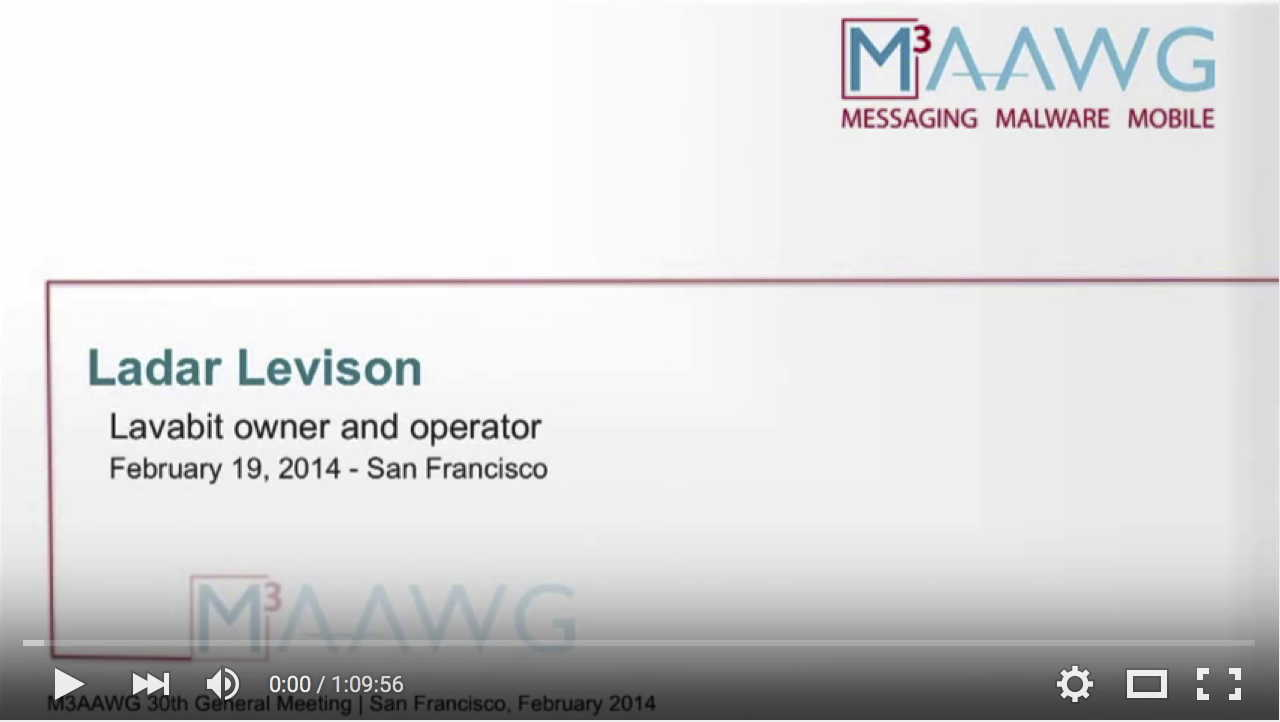 M3AAWG
MESSAGING MALWARE MOBILE
Ladar Levison
Lavabit owner and operator
February 19, 2014 - San Francisco
M3AAWG
0:00 / 1:09:56
M3AAWG 30th General Meeting | San Francisco, February 2014